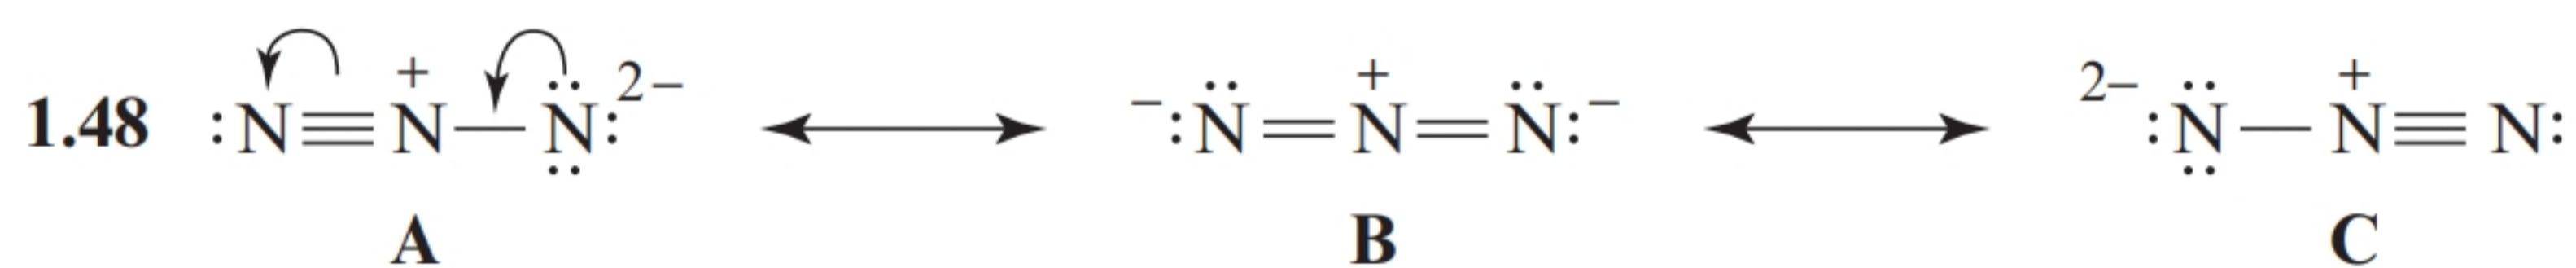 1.48 :N≡N⁺—N̈:²⁻ ⟷ ⁻:N̈=N⁺=N̈:⁻ ⟷ ²⁻:N̈—N⁺≡N:
A B C